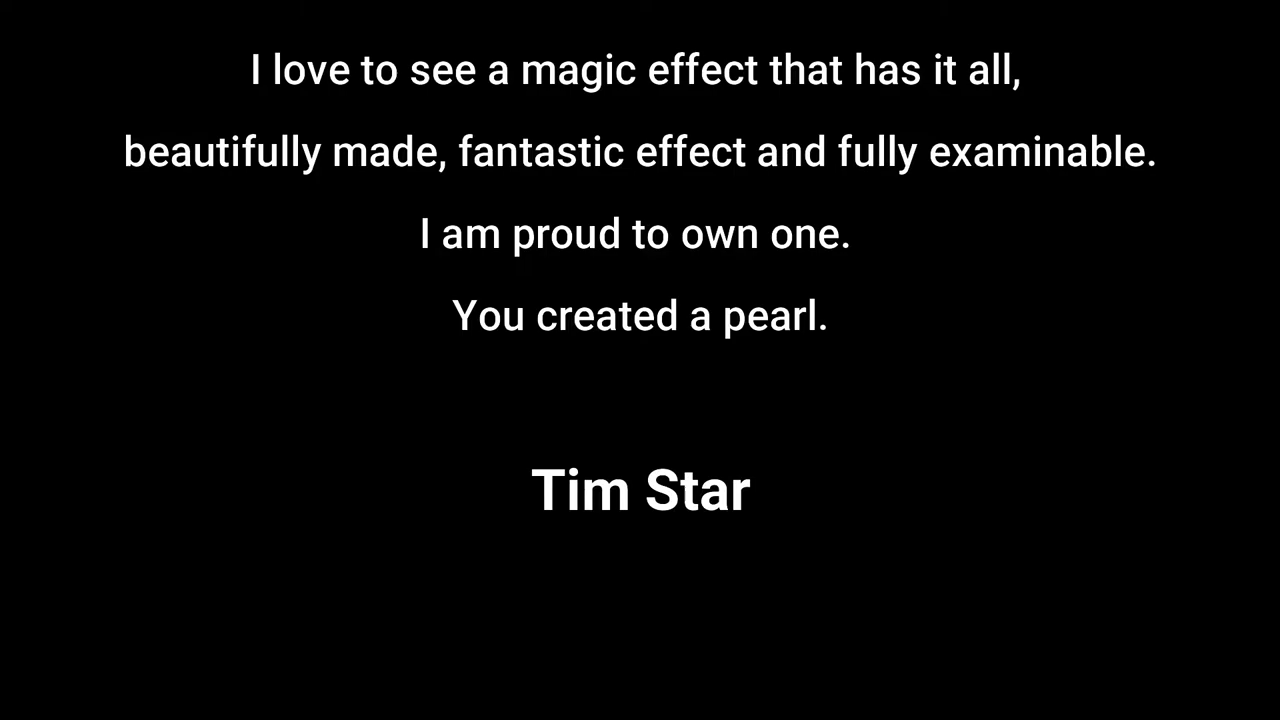 I love to see a magic effect that has it all,
beautifully made, fantastic effect and fully examinable.
I am proud to own one.
You created a pearl.
Tim Star